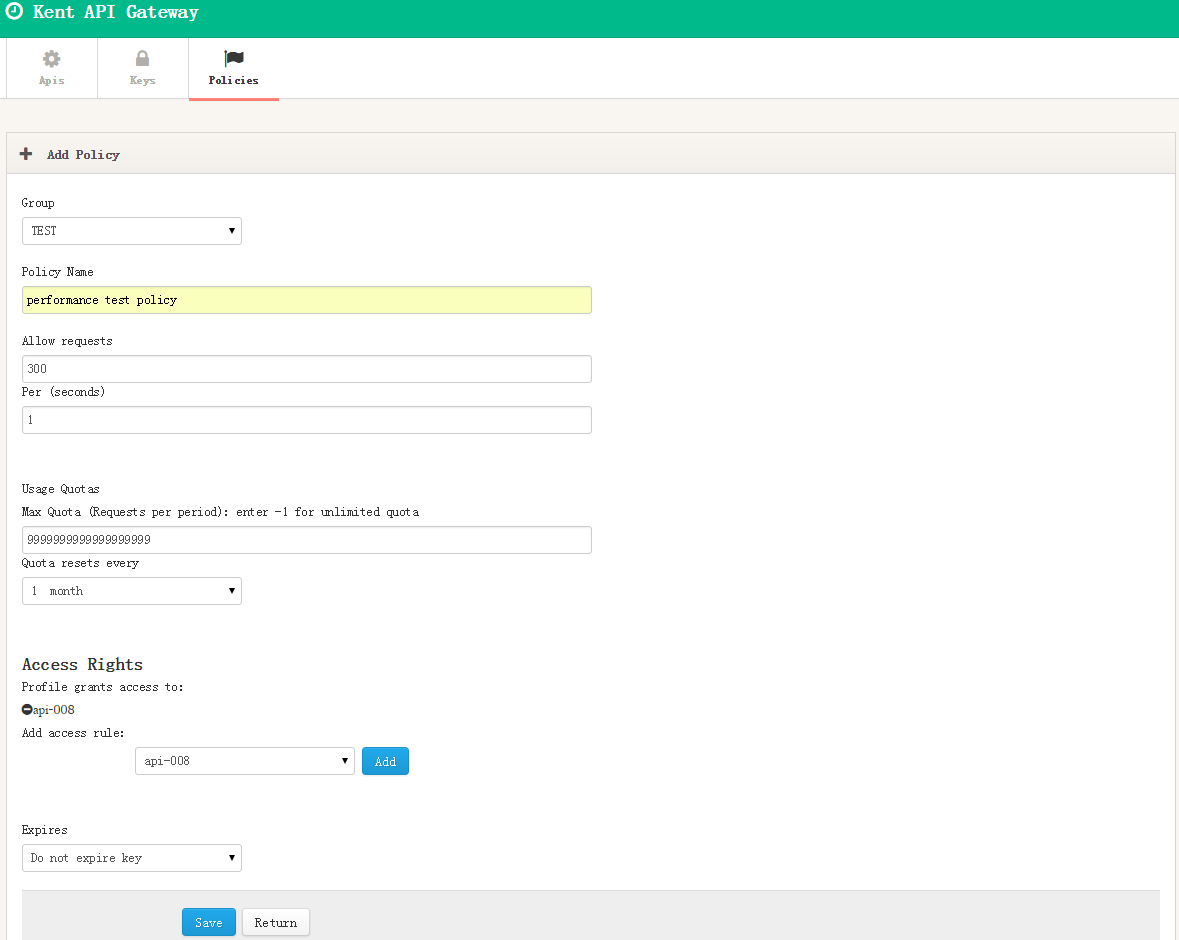 Kent API Gateway
Apis
Keys
Policies
Add Policy
Group
TEST
Policy Name
performance test policy
Allow requests
300
Per (seconds)
1
Usage Quotas
Max Quota (Requests per period): enter -1 for unlimited quota
9999999999999999999
Quota resets every
1 month
Access Rights
Profile grants access to:
api-008
Add access rule:
api-008
Add
Expires
Do not expire key
Save
Return